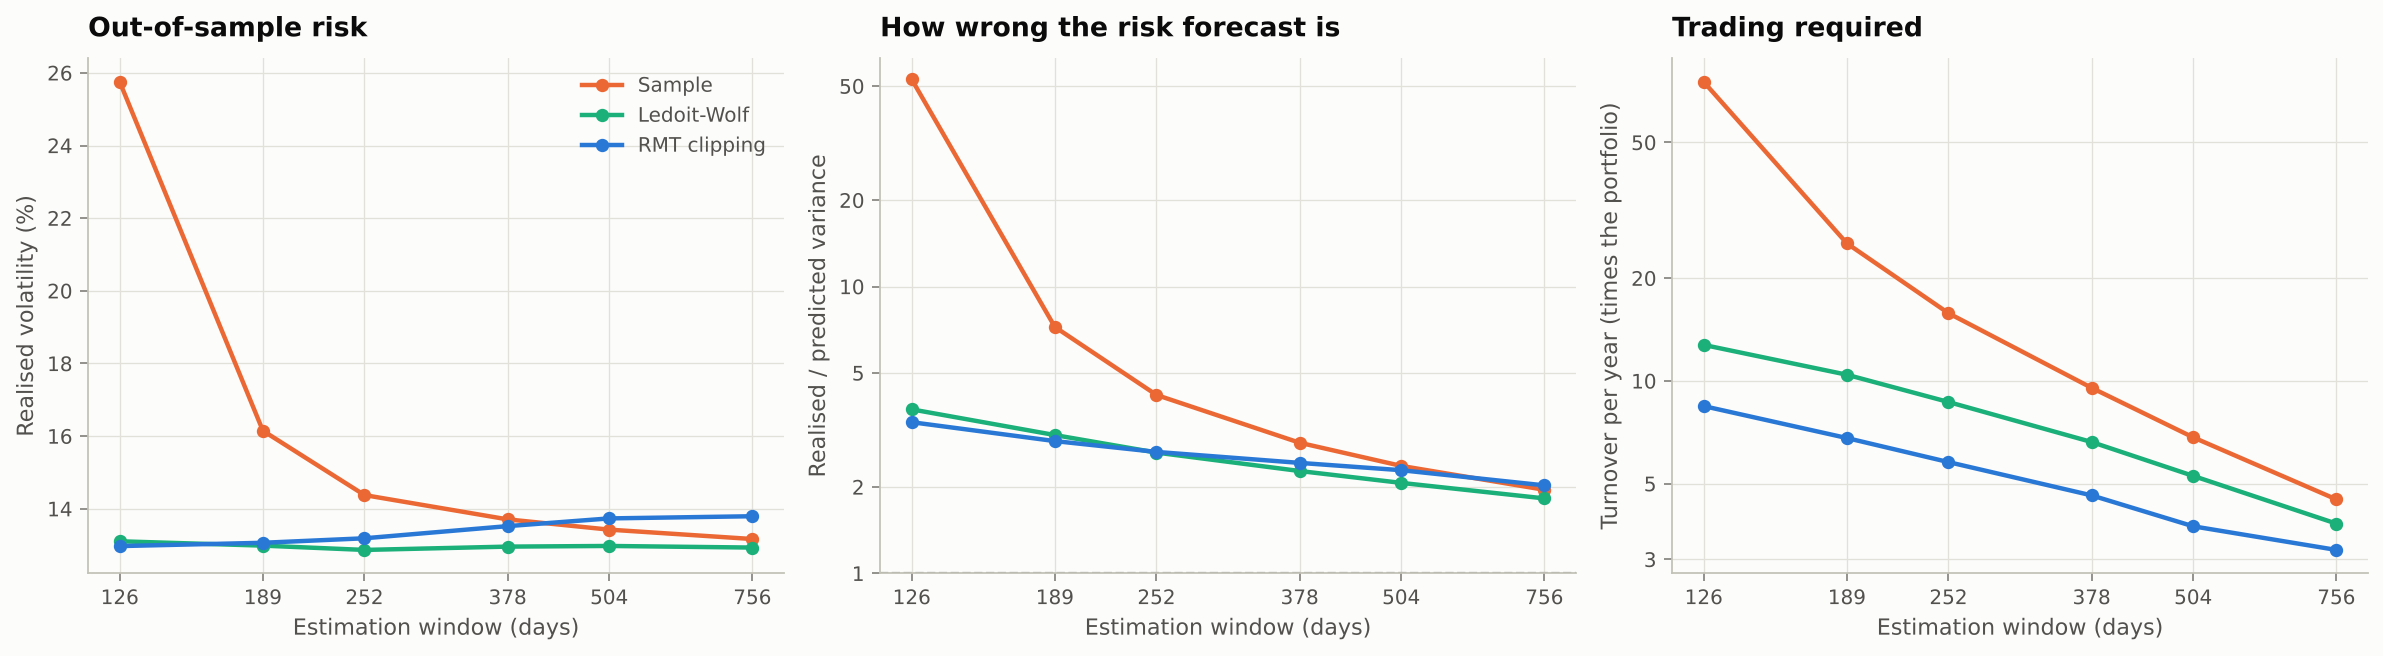 Out-of-sample risk
Realised volatility (%)
26
24
22
20
18
16
14
Sample
Ledoit-Wolf
RMT clipping
126 189 252 378 504 756
Estimation window (days)
How wrong the risk forecast is
Realised / predicted variance
50
20
10
5
2
1
126 189 252 378 504 756
Estimation window (days)
Trading required
Turnover per year (times the portfolio)
50
20
10
5
3
126 189 252 378 504 756
Estimation window (days)